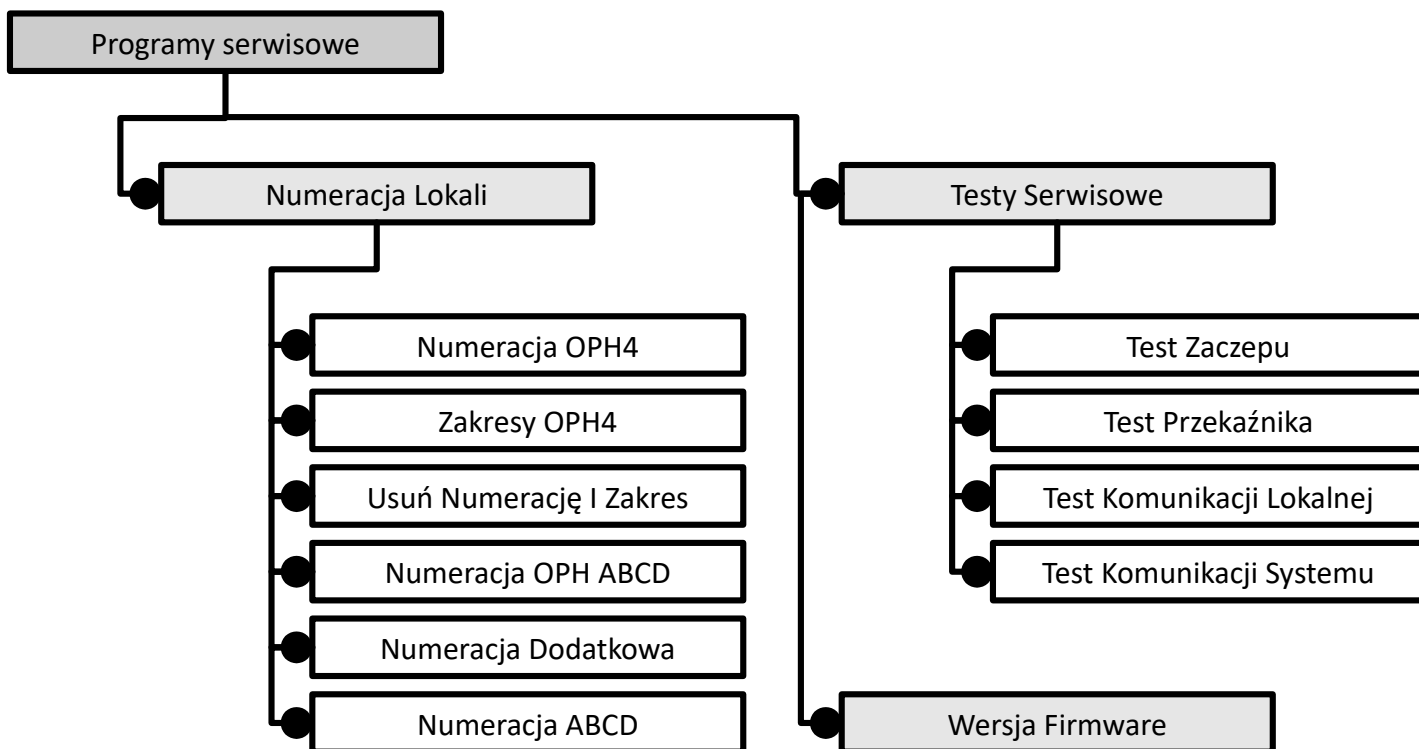 Programy serwisowe
Numeracja Lokali
Numeracja OPH4
Zakresy OPH4
Usuń Numerację I Zakres
Numeracja OPH ABCD
Numeracja Dodatkowa
Numeracja ABCD
Testy Serwisowe
Test Zaczepu
Test Przekaźnika
Test Komunikacji Lokalnej
Test Komunikacji Systemu
Wersja Firmware